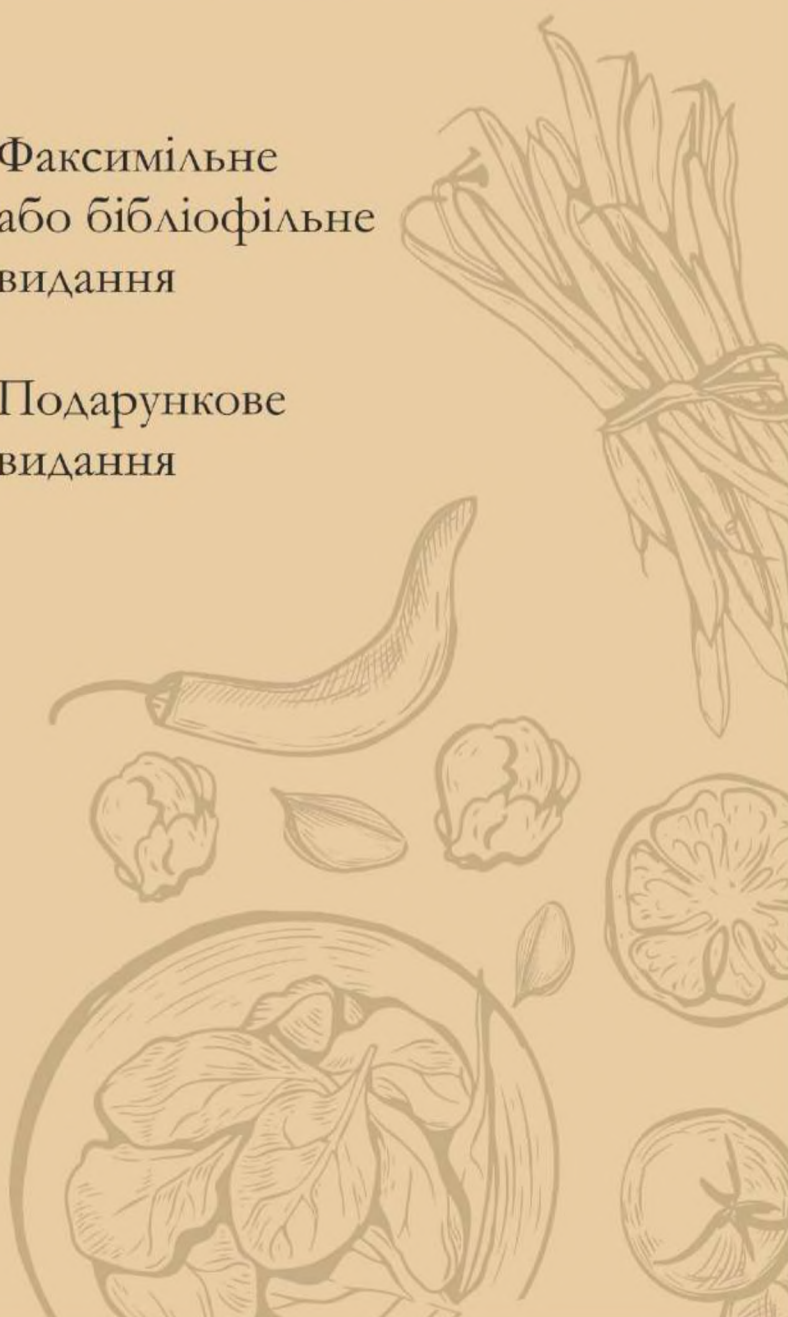 Факсимільне
або бібліофільне
видання
Подарункове
видання